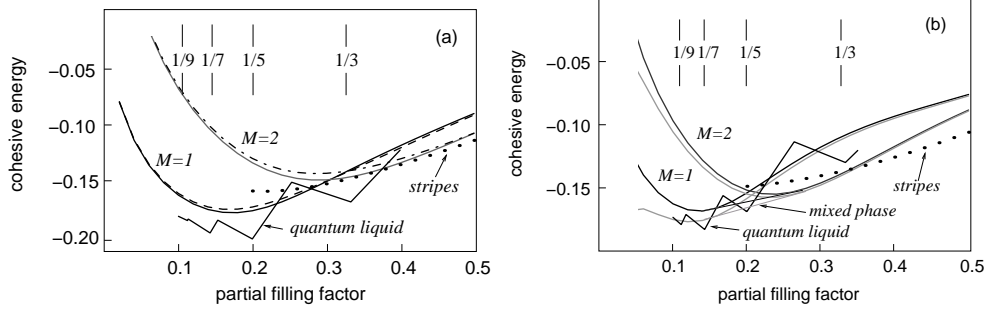 (a)
1/9 1/7 1/5 1/3
−0.05
−0.10
−0.15
−0.20
cohesive energy
M=2
M=1
stripes
quantum liquid
0.1 0.2 0.3 0.4 0.5
partial filling factor
(b)
1/9 1/7 1/5 1/3
−0.05
−0.10
−0.15
cohesive energy
M=2
M=1
stripes
mixed phase
quantum liquid
0.1 0.2 0.3 0.4 0.5
partial filling factor